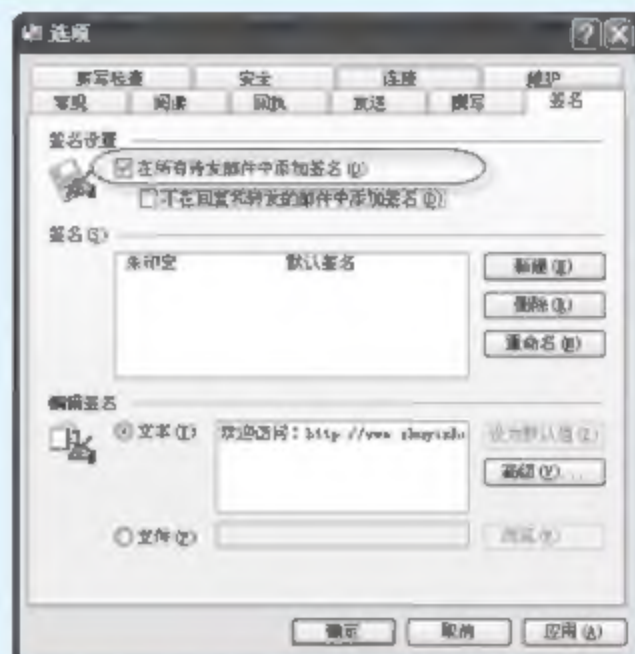 选项
拼写检查 安全 连接 维护
常规 阅读 回执 发送 撰写 签名
签名设置
在所有待发邮件中添加签名(D)
不在回复和转发的邮件中添加签名(O)
签名(S)
朱印宏 默认签名
新建(N)
删除(R)
重命名(M)
编辑签名
文本(T) 欢迎访问：http://www.zhuyinho
设为默认值(Z)
高级(V)...
文件(F)
浏览
确定 取消 应用(A)